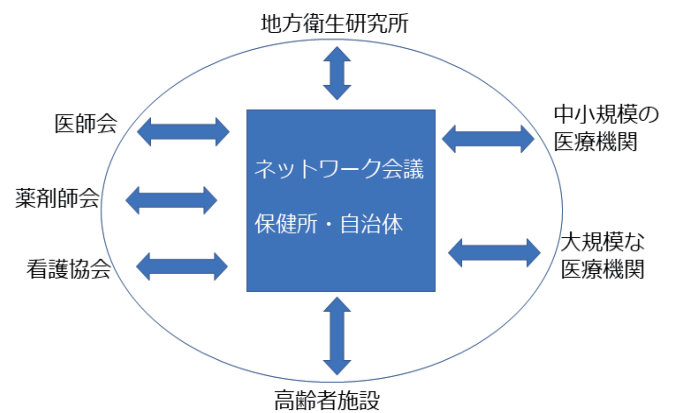 地方衛生研究所
医師会
中小規模の
医療機関
ネットワーク会議
薬剤師会
保健所・自治体
看護協会
大規模な
医療機関
高齢者施設